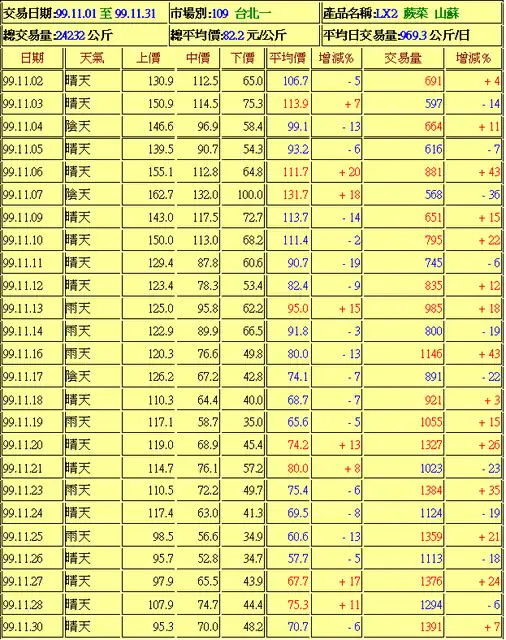 交易日期:99.11.01 至 99.11.31 市場別:109 台北一 產品名稱:LX2 蕨菜 山蘇
總交易量:24232 公斤 總平均價:82.2 元/公斤 平均日交易量:969.3 公斤/日
日期 天氣 上價 中價 下價 平均價 增減% 交易量 增減%
99.11.02 晴天 130.9 112.5 65.0 106.7 - 5 691 + 4
99.11.03 晴天 150.9 114.5 75.3 113.9 + 7 597 - 14
99.11.04 陰天 146.6 96.9 58.4 99.1 - 13 664 + 11
99.11.05 晴天 139.5 90.7 54.3 93.2 - 6 616 - 7
99.11.06 晴天 155.1 112.8 64.8 111.7 + 20 881 + 43
99.11.07 陰天 162.7 132.0 100.0 131.7 + 18 568 - 36
99.11.09 晴天 143.0 117.5 72.7 113.7 - 14 651 + 15
99.11.10 晴天 150.0 113.0 68.2 111.4 - 2 795 + 22
99.11.11 晴天 129.4 87.8 60.6 90.7 - 19 745 - 6
99.11.12 晴天 123.4 78.3 53.4 82.4 - 9 835 + 12
99.11.13 雨天 125.0 95.8 62.2 95.0 + 15 985 + 18
99.11.14 雨天 122.9 89.9 66.5 91.8 - 3 800 - 19
99.11.16 雨天 120.3 76.6 49.8 80.0 - 13 1146 + 43
99.11.17 陰天 126.2 67.2 42.8 74.1 - 7 891 - 22
99.11.18 晴天 110.3 64.4 40.0 68.7 - 7 921 + 3
99.11.19 雨天 117.1 58.7 35.0 65.6 - 5 1055 + 15
99.11.20 晴天 119.0 68.9 45.4 74.2 + 13 1327 + 26
99.11.21 晴天 114.7 76.1 57.2 80.0 + 8 1023 - 23
99.11.23 雨天 110.5 72.2 49.7 75.4 - 6 1384 + 35
99.11.24 晴天 117.4 63.0 41.3 69.5 - 8 1124 - 19
99.11.25 雨天 98.5 56.6 34.9 60.6 - 13 1359 + 21
99.11.26 晴天 95.7 52.8 34.7 57.7 - 5 1113 - 18
99.11.27 晴天 97.9 65.5 43.9 67.7 + 17 1376 + 24
99.11.28 晴天 107.9 74.7 44.4 75.3 + 11 1294 - 6
99.11.30 晴天 95.3 70.0 48.2 70.7 - 6 1391 + 7